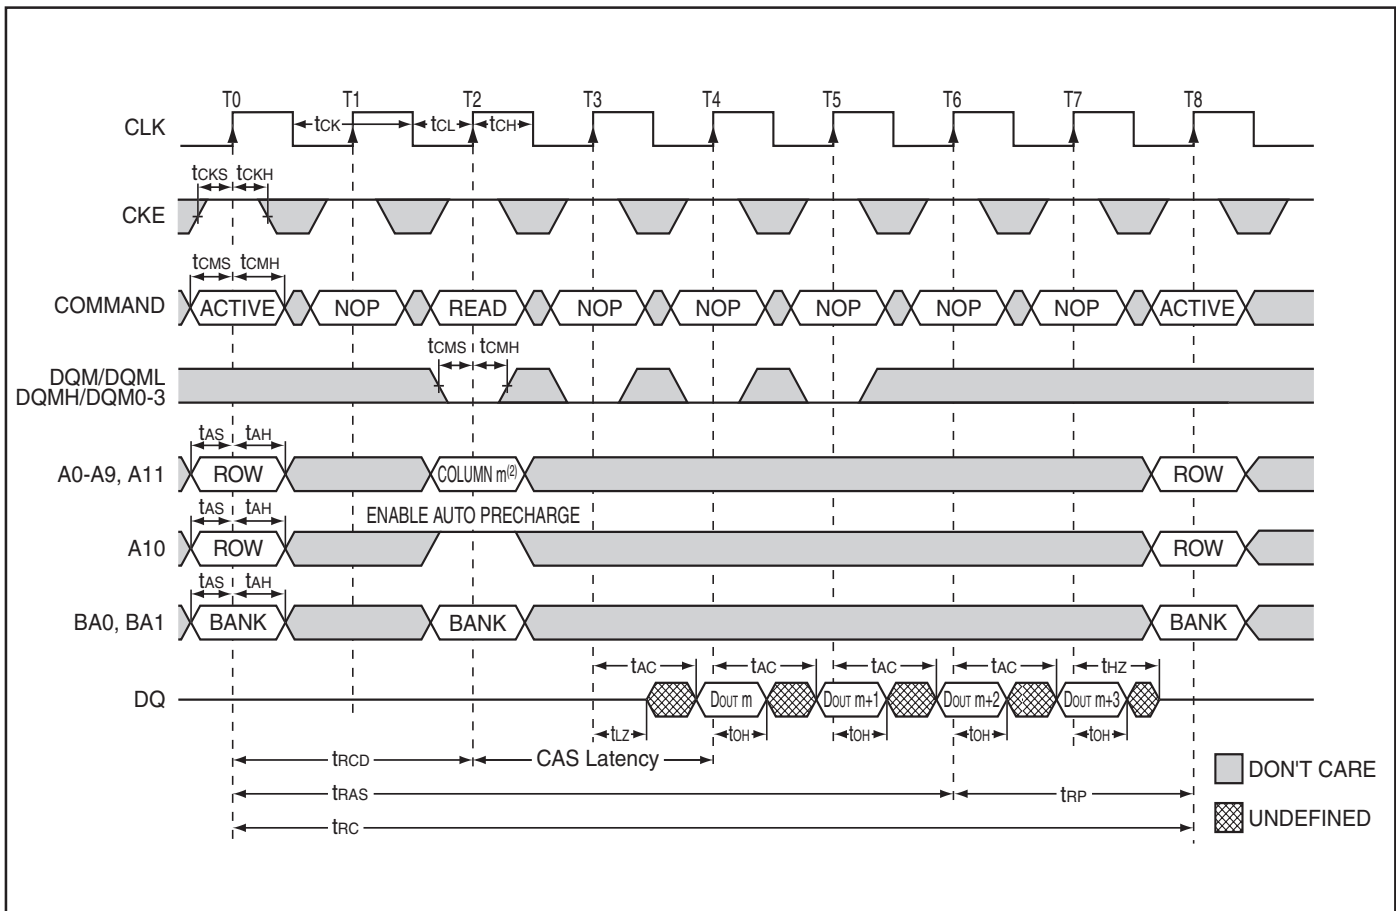 T0 T1 T2 T3 T4 T5 T6 T7 T8
CLK tCK tCL tCH
tCKS tCKH
CKE
tCMS tCMH
COMMAND ACTIVE NOP READ NOP NOP NOP NOP NOP ACTIVE
tCMS tCMH
DQM/DQML
DQMH/DQM0-3
tAS tAH
A0-A9, A11 ROW COLUMN m(2) ROW
tAS tAH ENABLE AUTO PRECHARGE
A10 ROW ROW
tAS tAH
BA0, BA1 BANK BANK BANK
tAC tAC tAC tAC tHZ
DQ DOUT m DOUT m+1 DOUT m+2 DOUT m+3
tLZ tOH tOH tOH tOH
tRCD CAS Latency
DON'T CARE
tRAS tRP
UNDEFINED
tRC